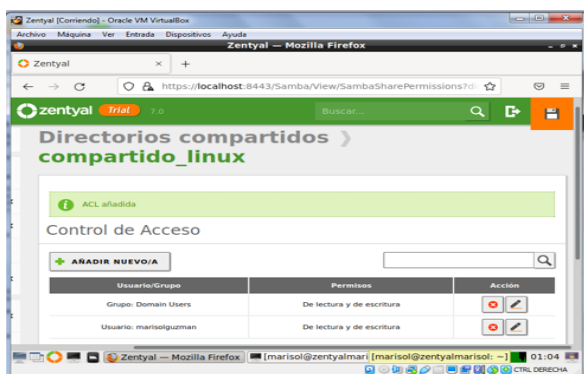 Zentyal [Corriendo] - Oracle VM VirtualBox
Archivo Máquina Ver Entrada Dispositivos Ayuda
Zentyal — Mozilla Firefox
Zentyal × +
https://localhost:8443/Samba/View/SambaSharePermissions?di
zentyal Trial 7.0 Buscar...
Directorios compartidos
compartido_linux
ACL añadida
Control de Acceso
+ AÑADIR NUEVO/A
Usuario/Grupo Permisos Acción
Grupo: Domain Users De lectura y de escritura
Usuario: marisolguzman De lectura y de escritura
Zentyal — Mozilla Firefox [marisol@zentyalmari [marisol@zentyalmarisol: ~] 01:04
CTRL DERECHA